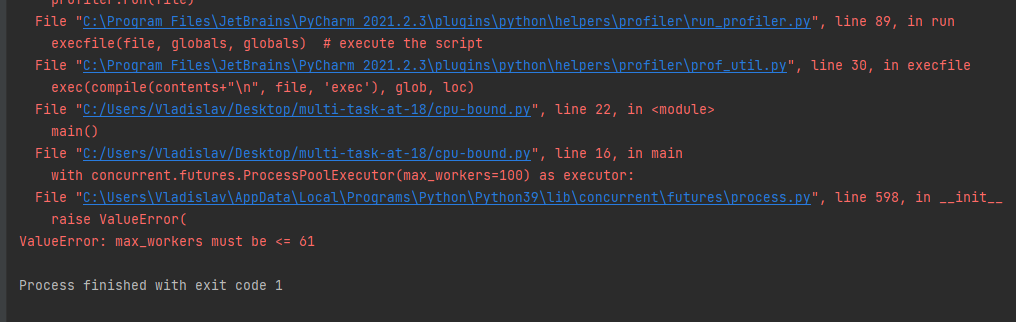 profiler.run(file)
File "C:\Program Files\JetBrains\PyCharm 2021.2.3\plugins\python\helpers\profiler\run_profiler.py", line 89, in run
execfile(file, globals, globals)  # execute the script
File "C:\Program Files\JetBrains\PyCharm 2021.2.3\plugins\python\helpers\profiler\prof_util.py", line 30, in execfile
exec(compile(contents+"\n", file, 'exec'), glob, loc)
File "C:/Users/Vladislav/Desktop/multi-task-at-18/cpu-bound.py", line 22, in <module>
main()
File "C:/Users/Vladislav/Desktop/multi-task-at-18/cpu-bound.py", line 16, in main
with concurrent.futures.ProcessPoolExecutor(max_workers=100) as executor:
File "C:\Users\Vladislav\AppData\Local\Programs\Python\Python39\lib\concurrent\futures\process.py", line 598, in __init__
raise ValueError(
ValueError: max_workers must be <= 61
Process finished with exit code 1